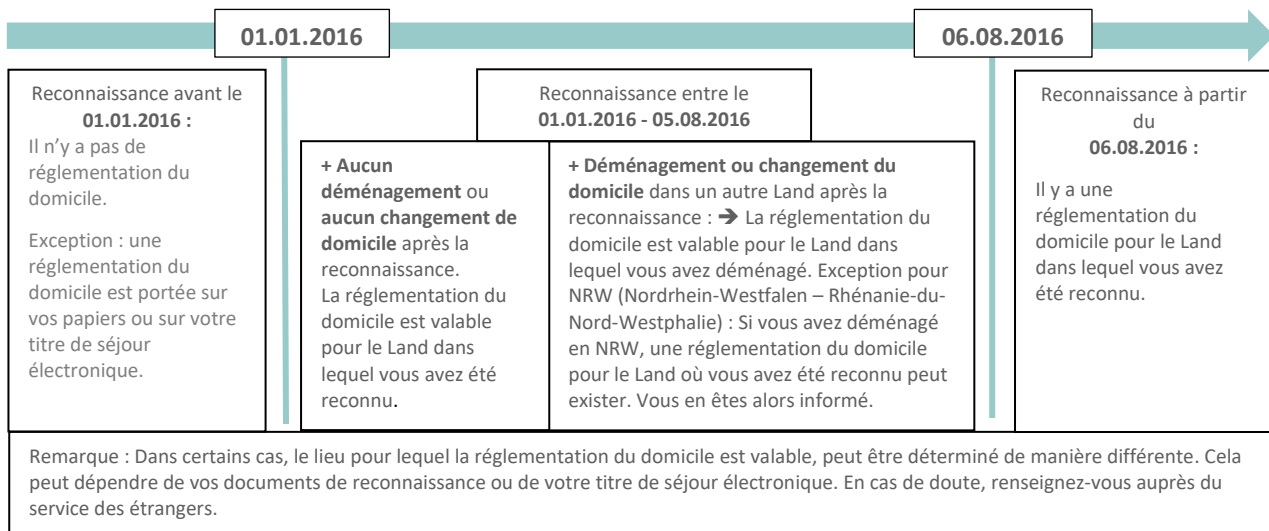 01.01.2016
06.08.2016
Reconnaissance avant le
01.01.2016 :
Il n’y a pas de
réglementation du
domicile.
Exception : une
réglementation du
domicile est portée sur
vos papiers ou sur votre
titre de séjour
électronique.
Reconnaissance entre le
01.01.2016 - 05.08.2016
+ Aucun
déménagement ou
aucun changement de
domicile après la
reconnaissance.
La réglementation du
domicile est valable
pour le Land dans
lequel vous avez été
reconnu.
+ Déménagement ou changement du
domicile dans un autre Land après la
reconnaissance : ➔ La réglementation du
domicile est valable pour le Land dans
lequel vous avez déménagé. Exception pour
NRW (Nordrhein-Westfalen – Rhénanie-du-
Nord-Westphalie) : Si vous avez déménagé
en NRW, une réglementation du domicile
pour le Land où vous avez été reconnu peut
exister. Vous en êtes alors informé.
Reconnaissance à partir
du
06.08.2016 :
Il y a une
réglementation du
domicile pour le Land
dans lequel vous avez
été reconnu.
Remarque : Dans certains cas, le lieu pour lequel la réglementation du domicile est valable, peut être déterminé de manière différente. Cela
peut dépendre de vos documents de reconnaissance ou de votre titre de séjour électronique. En cas de doute, renseignez-vous auprès du
service des étrangers.